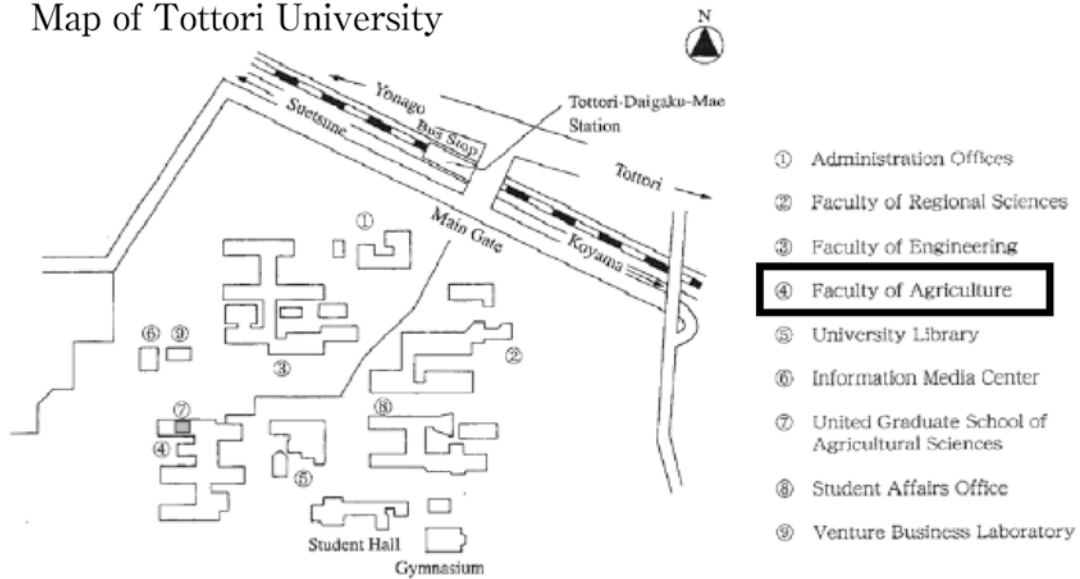 Map of Tottori University
N
Yonago
Suetsune
Bus Stop
Tottori-Daigaku-Mae
Station
Tottori
Main Gate
Koyama
①
②
③
④
⑤
⑥
⑨
⑦
⑧
Student Hall
Gymnasium
① Administration Offices
② Faculty of Regional Sciences
③ Faculty of Engineering
④ Faculty of Agriculture
⑤ University Library
⑥ Information Media Center
⑦ United Graduate School of
Agricultural Sciences
⑧ Student Affairs Office
⑨ Venture Business Laboratory